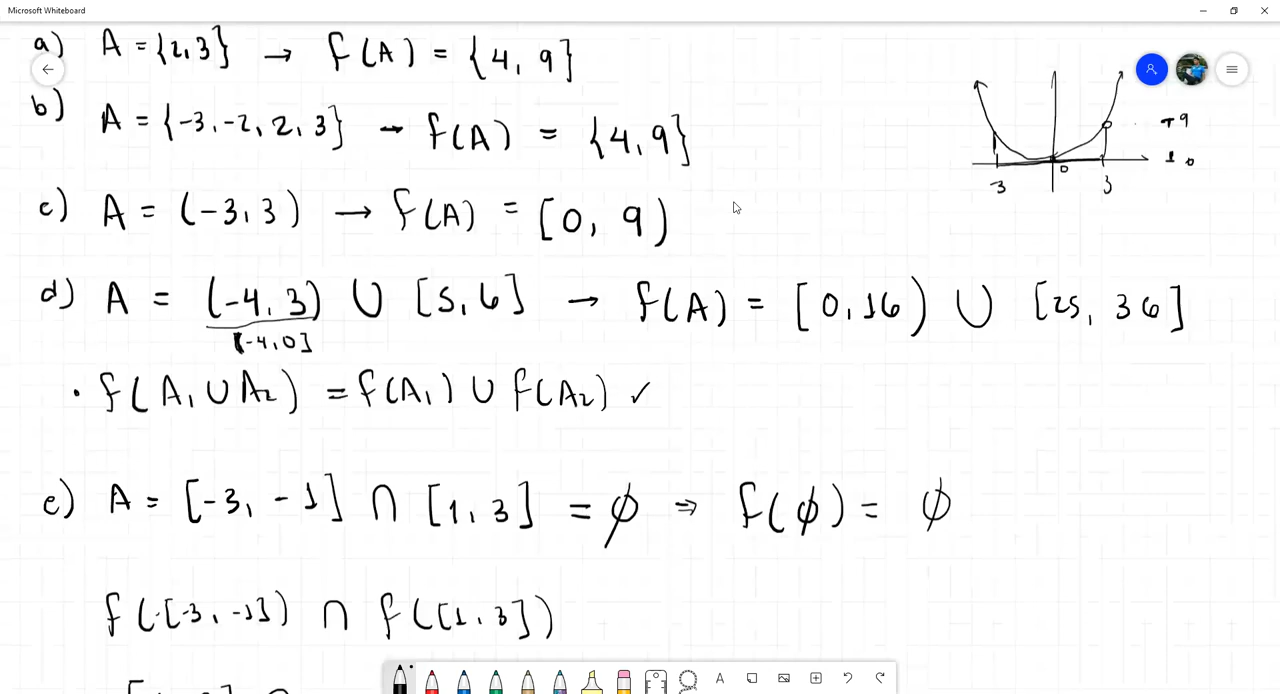 Microsoft Whiteboard
a) A = {2,3} → f(A) = {4, 9}
b) A = {-3, -2, 2, 3} → f(A) = {4, 9}
c) A = (-3, 3) → f(A) = [0, 9)
d) A = (-4, 3) ∪ [5, 6] → f(A) = [0, 16) ∪ [25, 36]
(-4, 0]
• f(A₁ ∪ A₂) = f(A₁) ∪ f(A₂) ✓
e) A = [-3, -1] ∩ [1, 3] = ϕ ⇒ f(ϕ) = ϕ
f([-3, -1]) ∩ f([1, 3])
9
0
0
-3
3
A